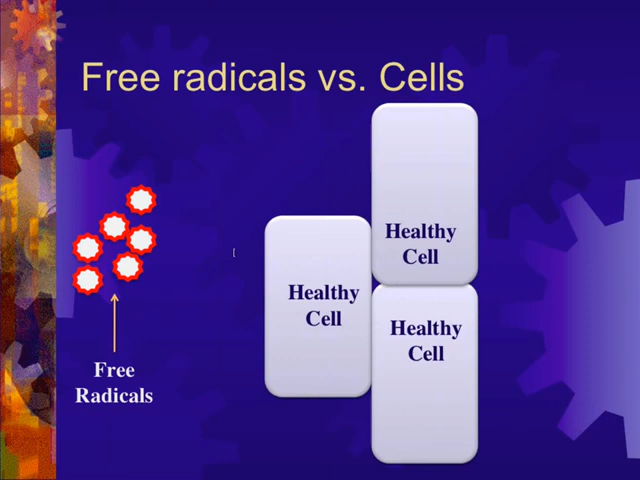 Free radicals vs. Cells
Healthy
Cell
Healthy
Cell
Healthy
Cell
Free
Radicals